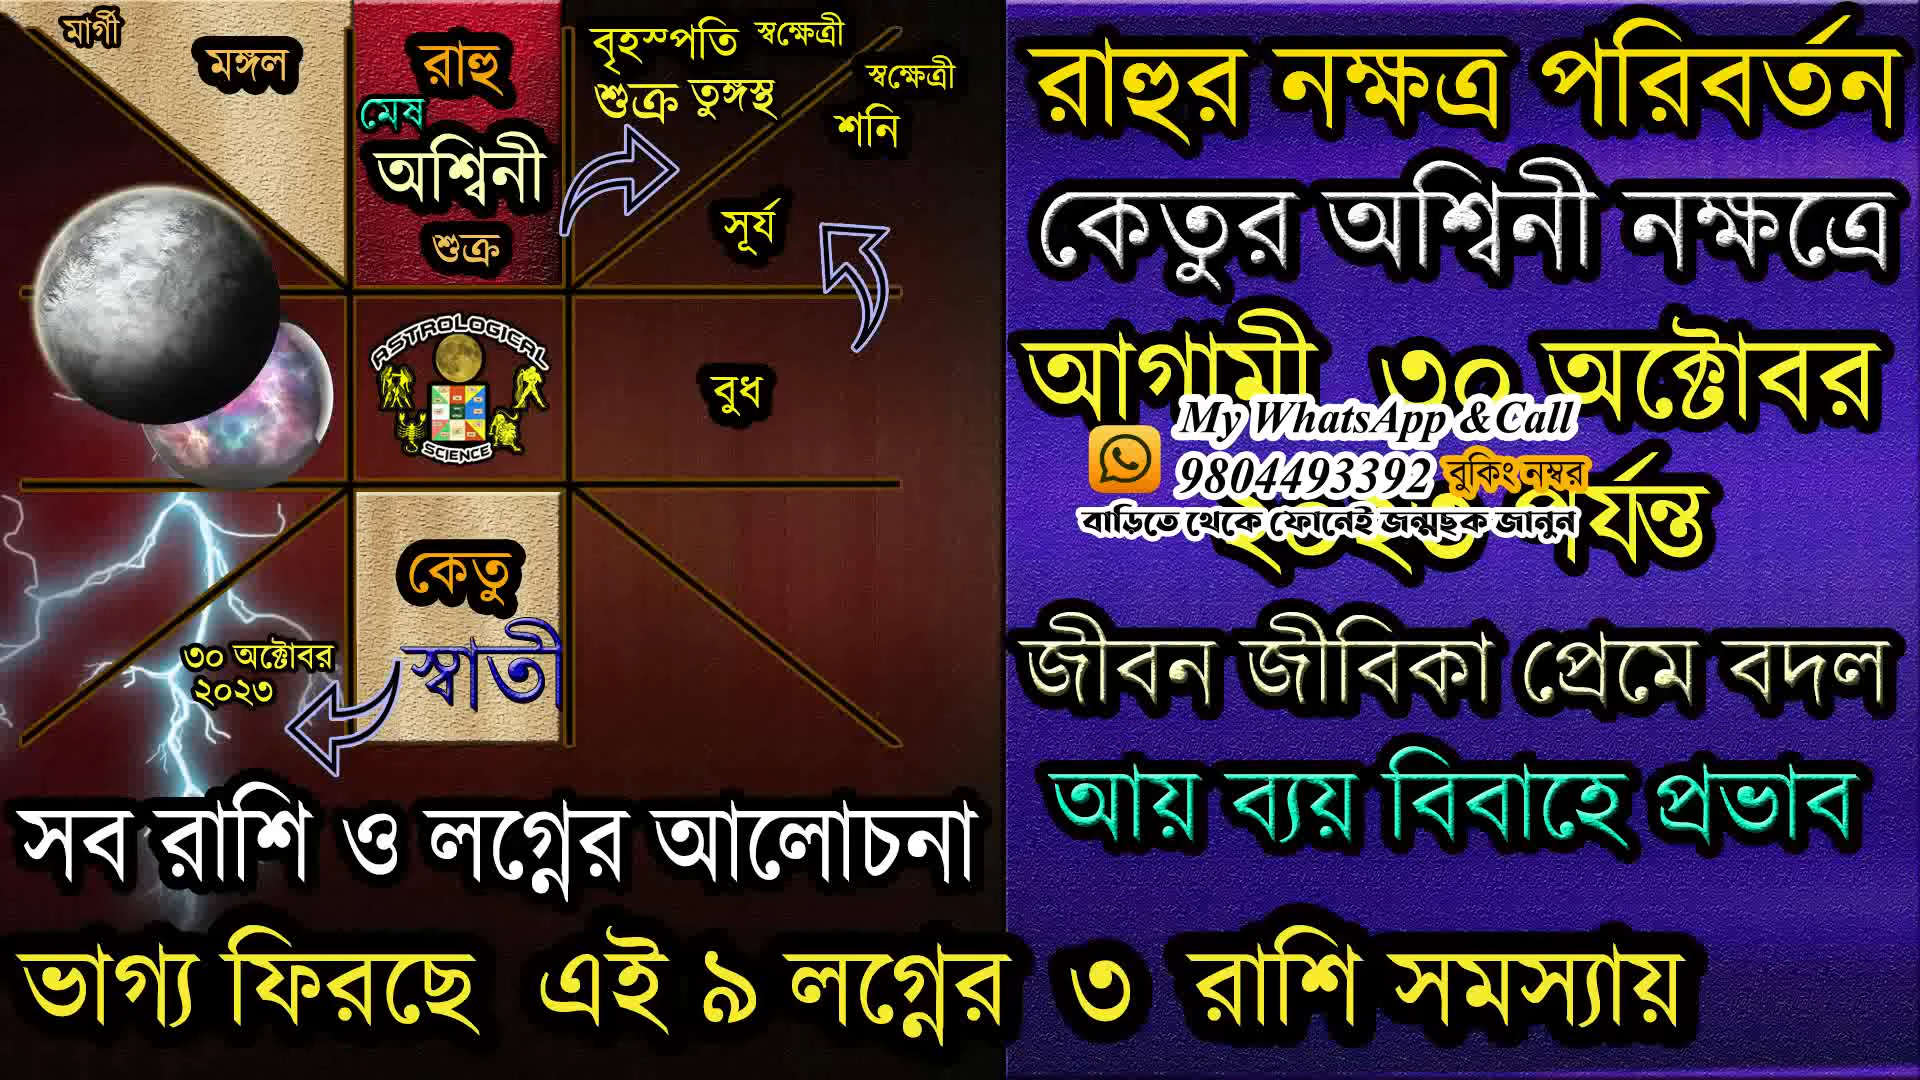 মার্গী
মঙ্গল
রাহু
মেষ
অশ্বিনী
শুক্র
বৃহস্পতি স্বক্ষেত্রী
শুক্র তুঙ্গস্থ
স্বক্ষেত্রী
শনি
সূর্য
বুধ
ASTROLOGICAL
SCIENCE
কেতু
স্বাতী
৩০ অক্টোবর
২০২৩
সব রাশি ও লগ্নের আলোচনা
রাহুর নক্ষত্র পরিবর্তন
কেতুর অশ্বিনী নক্ষত্রে
আগামী ৩০ অক্টোবর
My WhatsApp &Call
9804493392 বুকিং নম্বর
বাড়িতে থেকে ফোনেই জন্মছক জানুন
২০২৩ পর্যন্ত
জীবন জীবিকা প্রেমে বদল
আয় ব্যয় বিবাহে প্রভাব
ভাগ্য ফিরছে এই ৯ লগ্নের ৩ রাশি সমস্যায়